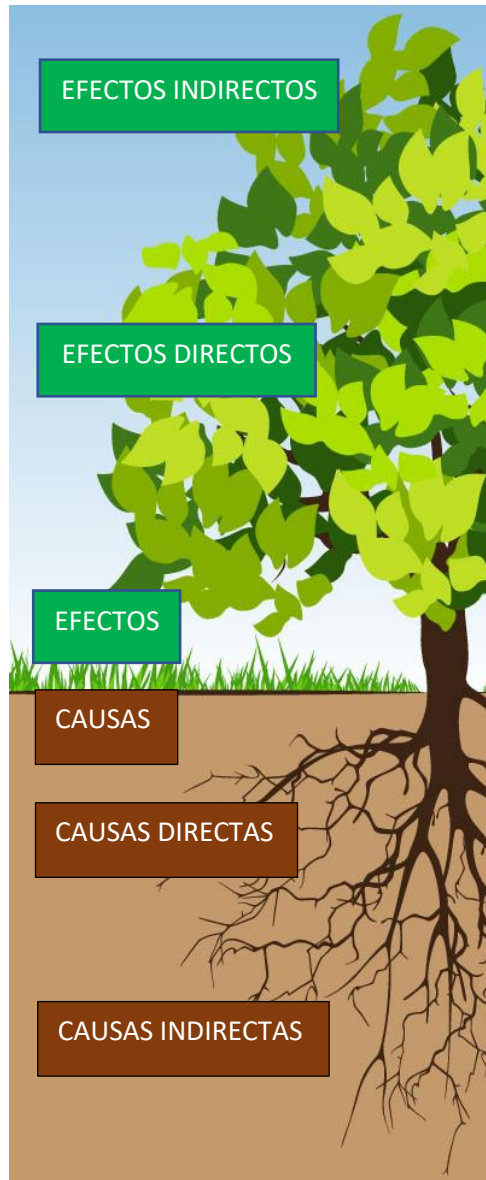 EFECTOS INDIRECTOS
EFECTOS DIRECTOS
EFECTOS
CAUSAS
CAUSAS DIRECTAS
CAUSAS INDIRECTAS